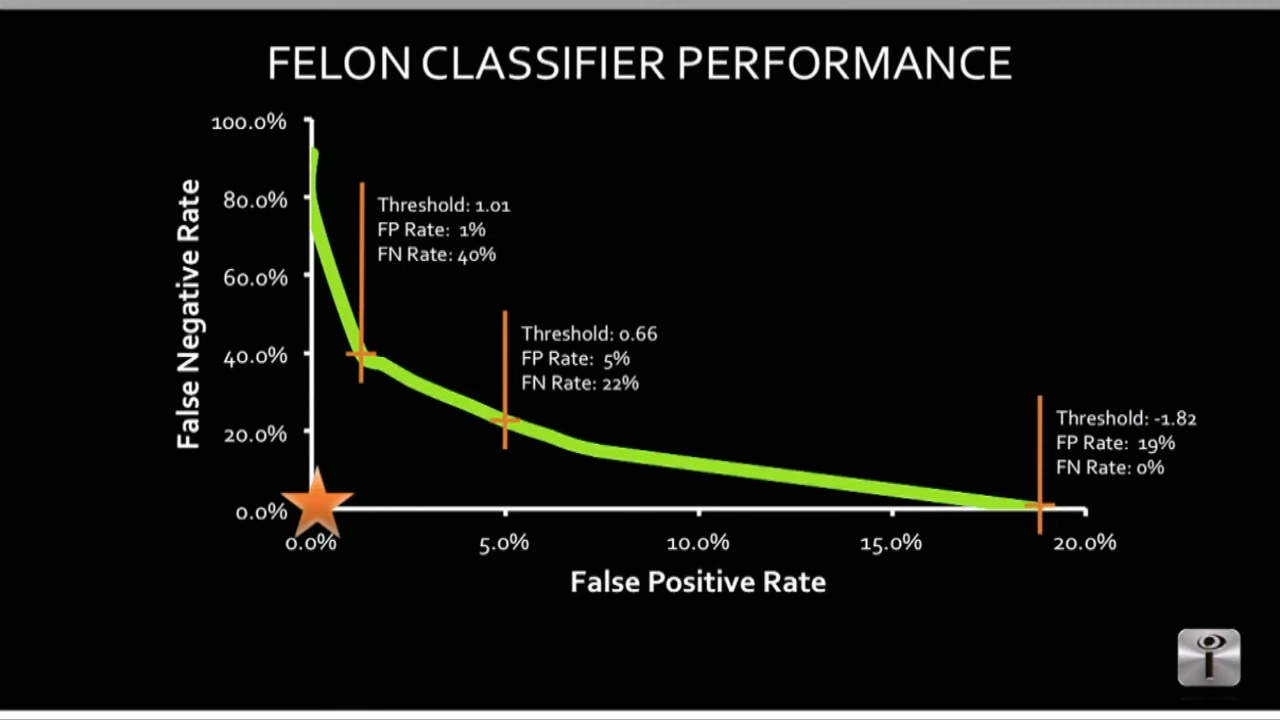 FELON CLASSIFIER PERFORMANCE
100.0%
80.0%
60.0%
40.0%
20.0%
0.0%
False Negative Rate
Threshold: 1.01
FP Rate: 1%
FN Rate: 40%
Threshold: 0.66
FP Rate: 5%
FN Rate: 22%
Threshold: -1.82
FP Rate: 19%
FN Rate: 0%
0.0% 5.0% 10.0% 15.0% 20.0%
False Positive Rate